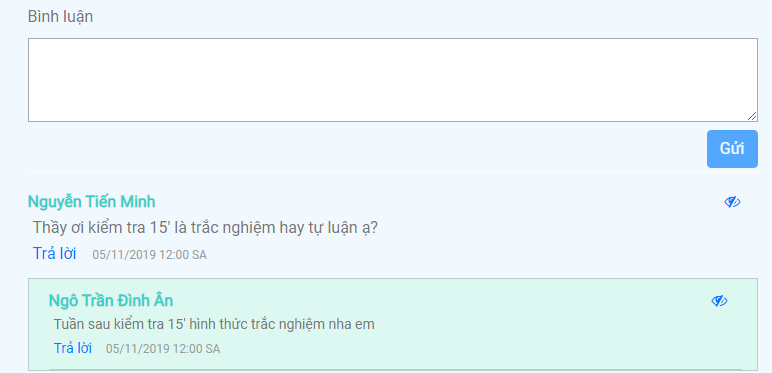 Bình luận
Gửi
Nguyễn Tiến Minh
Thầy ơi kiểm tra 15' là trắc nghiệm hay tự luận ạ?
Trả lời 05/11/2019 12:00 SA
Ngô Trần Đình Ân
Tuần sau kiểm tra 15' hình thức trắc nghiệm nha em
Trả lời 05/11/2019 12:00 SA